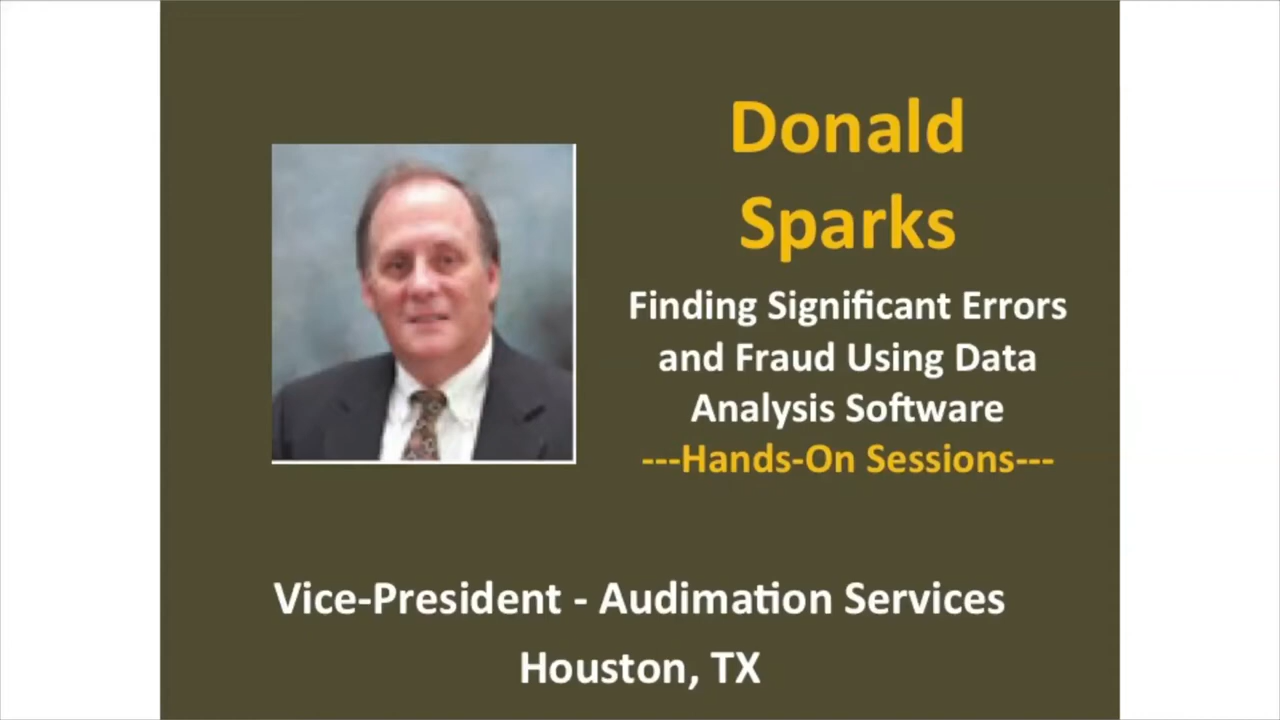 Donald
Sparks
Finding Significant Errors
and Fraud Using Data
Analysis Software
---Hands-On Sessions---
Vice-President - Audimation Services
Houston, TX